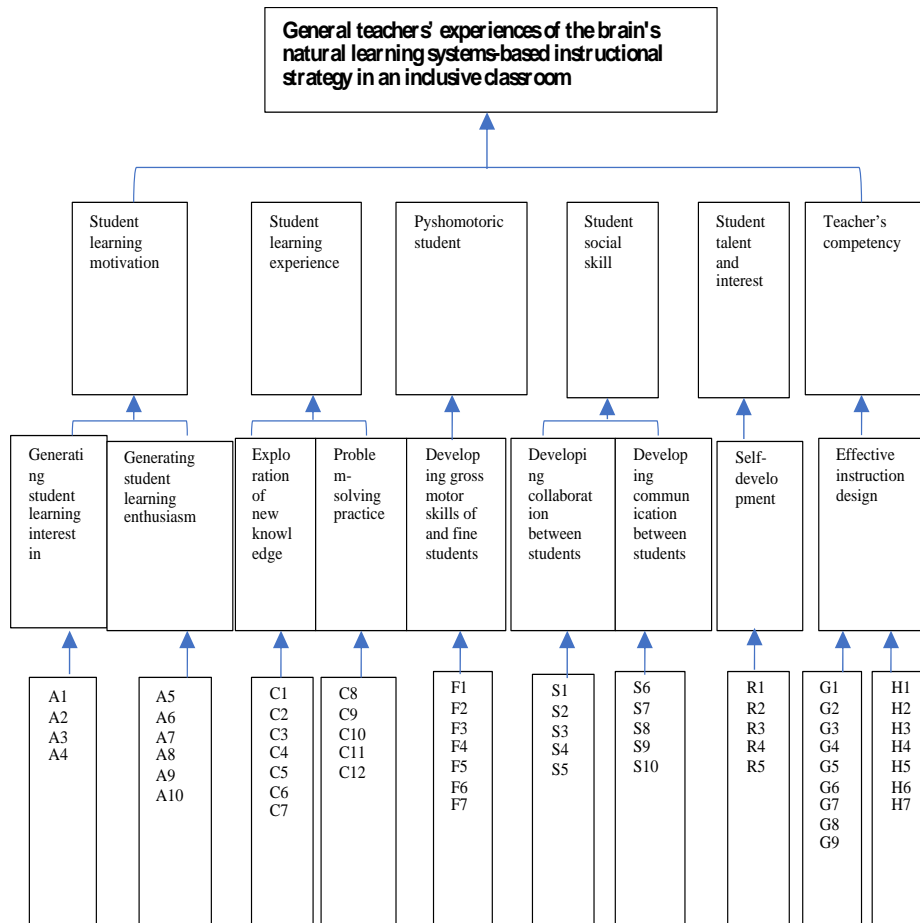 General teachers’ experiences of the brain's
natural learning systems-based instructional
strategy in an inclusive classroom
Student
learning
motivation
Student
learning
experience
Pyshomotoric
student
Student
social
skill
Student
talent
and
interest
Teacher’s
competency
Generati
ng
student
learning
interest
in
Generating
student
learning
enthusiasm
Explo
ration
of
new
knowl
edge
Proble
m-
solving
practice
Develop
ing gross
motor
skills of
and fine
students
Developi
ng
collaborat
ion
between
students
Develop
ing
commun
ication
between
students
Self-
develo
pment
Effective
instruction
design
A1
A2
A3
A4
A5
A6
A7
A8
A9
A10
C1
C2
C3
C4
C5
C6
C7
C8
C9
C10
C11
C12
F1
F2
F3
F4
F5
F6
F7
S1
S2
S3
S4
S5
S6
S7
S8
S9
S10
R1
R2
R3
R4
R5
G1
G2
G3
G4
G5
G6
G7
G8
G9
H1
H2
H3
H4
H5
H6
H7